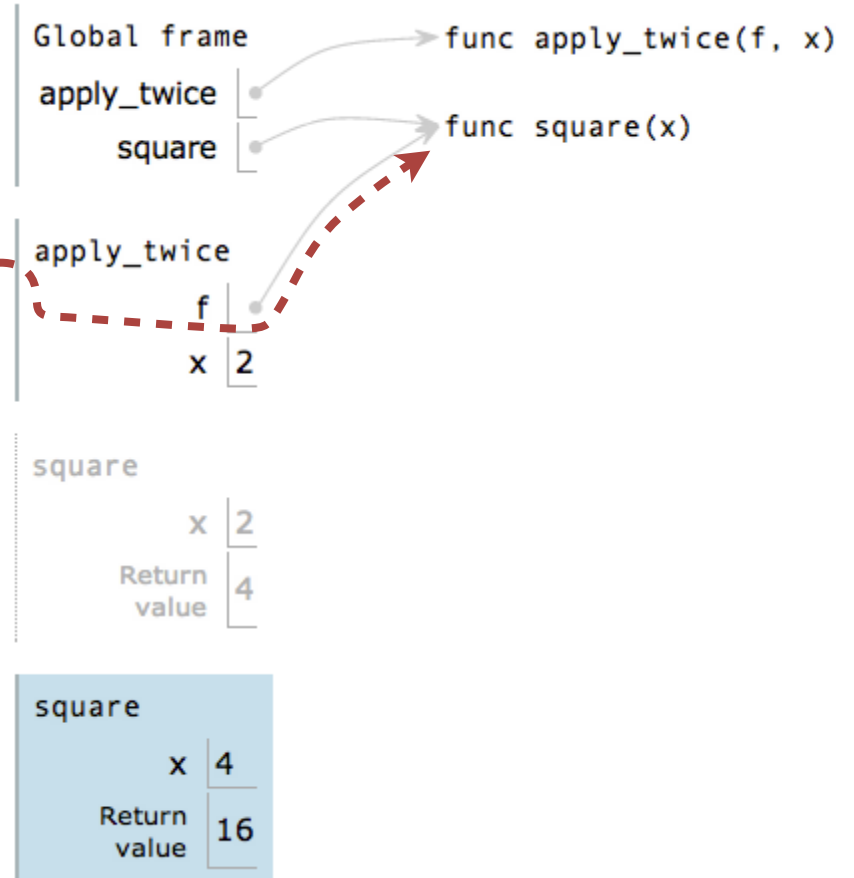 Global frame
func apply_twice(f, x)
apply_twice
func square(x)
square
apply_twice
f
x 2
square
x 2
Return
value 4
square
x 4
Return
value 16